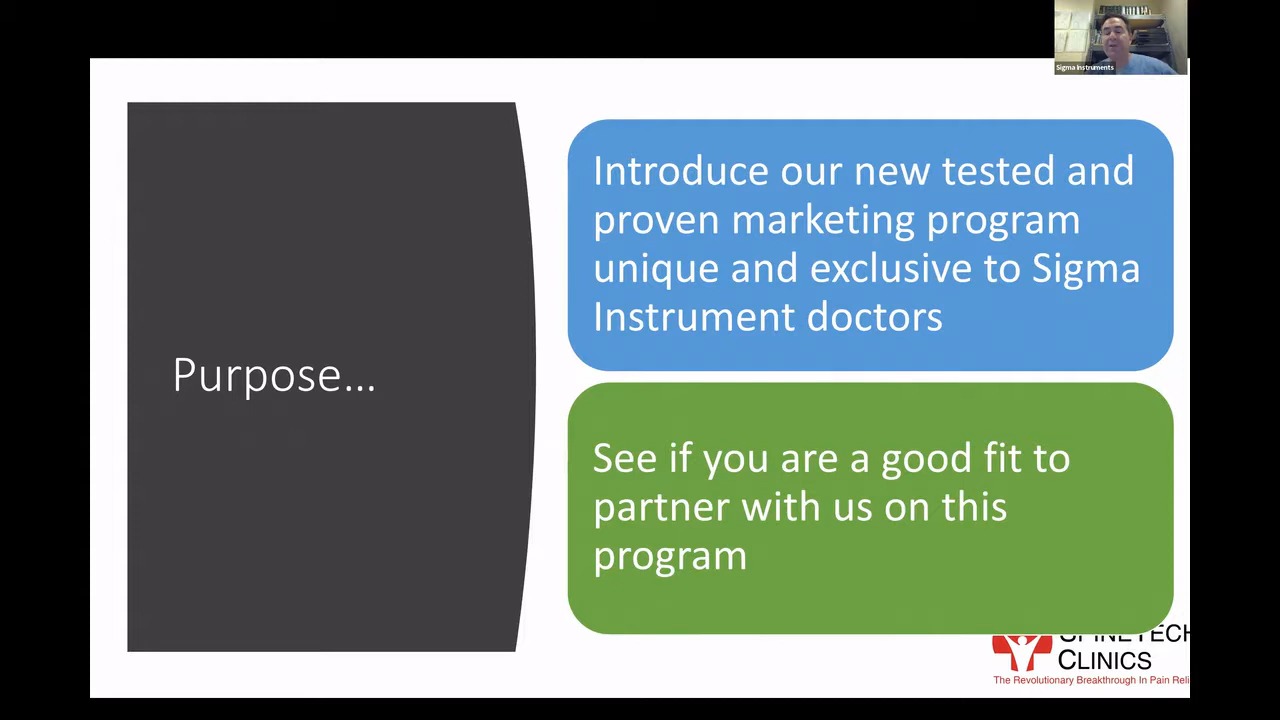 Sigma Instruments
Purpose...
Introduce our new tested and
proven marketing program
unique and exclusive to Sigma
Instrument doctors
See if you are a good fit to
partner with us on this
program
SPINETECH
CLINICS
The Revolutionary Breakthrough In Pain Reli